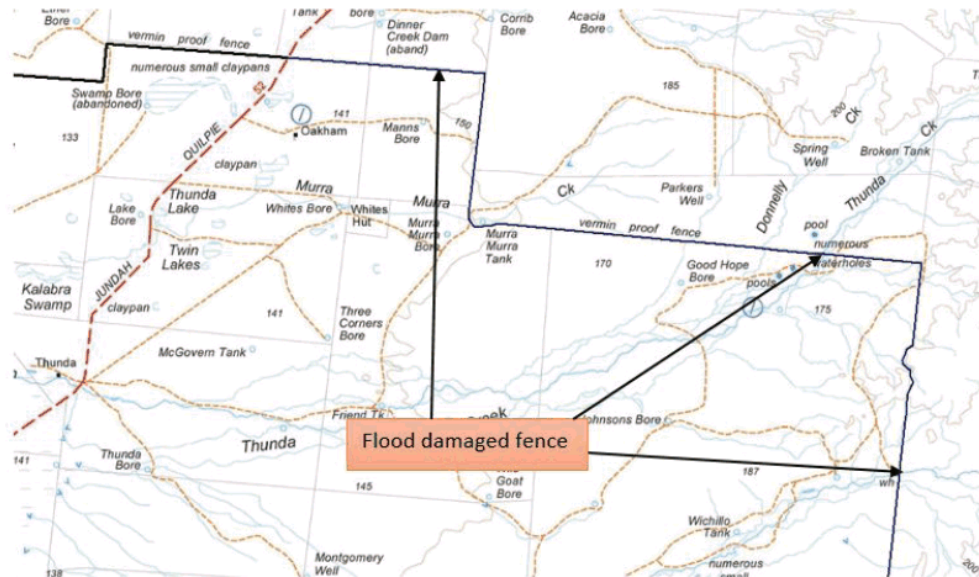 Ether
Bore
vermin proof fence
Tank
bore
Dinner
Creek Dam
(aband)
Corrib
Bore
Acacia
Bore
numerous small claypans
Swamp Bore
(abandoned)
52
141
Oakham
Manns
Bore
150
185
200
Ck
Spring
Well
Broken Tank
Ck
133
QUILPIE
claypan
Murra
Thunda
Lake
Whites Bore
Whites
Hut
Murra
Ck
Parkers
Well
Donnelly
Thunda
Lake
Bore
Murra
Murra
Bore
Murra
Murra
Tank
vermin proof fence
pool
numerous
waterholes
Twin
Lakes
170
Good Hope
Bore
pools
Kalabra
Swamp
JUNDAH
claypan
141
Three
Corners
Bore
175
Thunda
McGovern Tank
Friend Tk
Creek
Johnsons Bore
Thunda
Flood damaged fence
141
Thunda
Bore
145
Goat
Bore
187
wh
Wichillo
Tank
Montgomery
Well
numerous
small
138
200